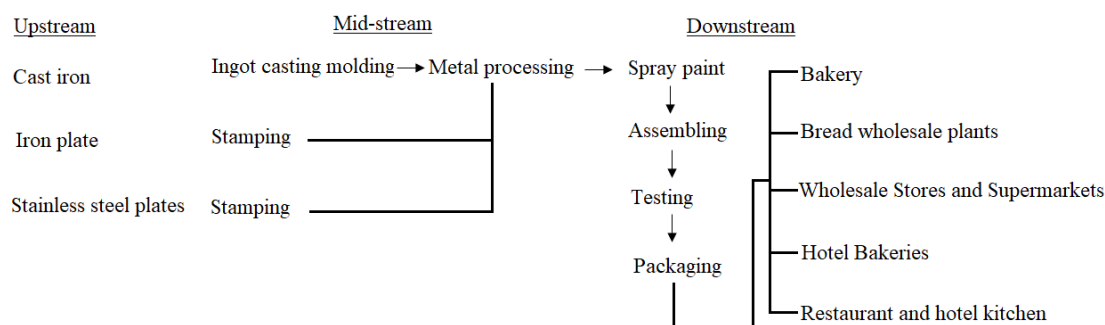 Upstream
Mid-stream
Downstream
Cast iron
Ingot casting molding
Metal processing
Spray paint
Bakery
Iron plate
Stamping
Assembling
Bread wholesale plants
Stainless steel plates
Stamping
Testing
Wholesale Stores and Supermarkets
Packaging
Hotel Bakeries
Restaurant and hotel kitchen